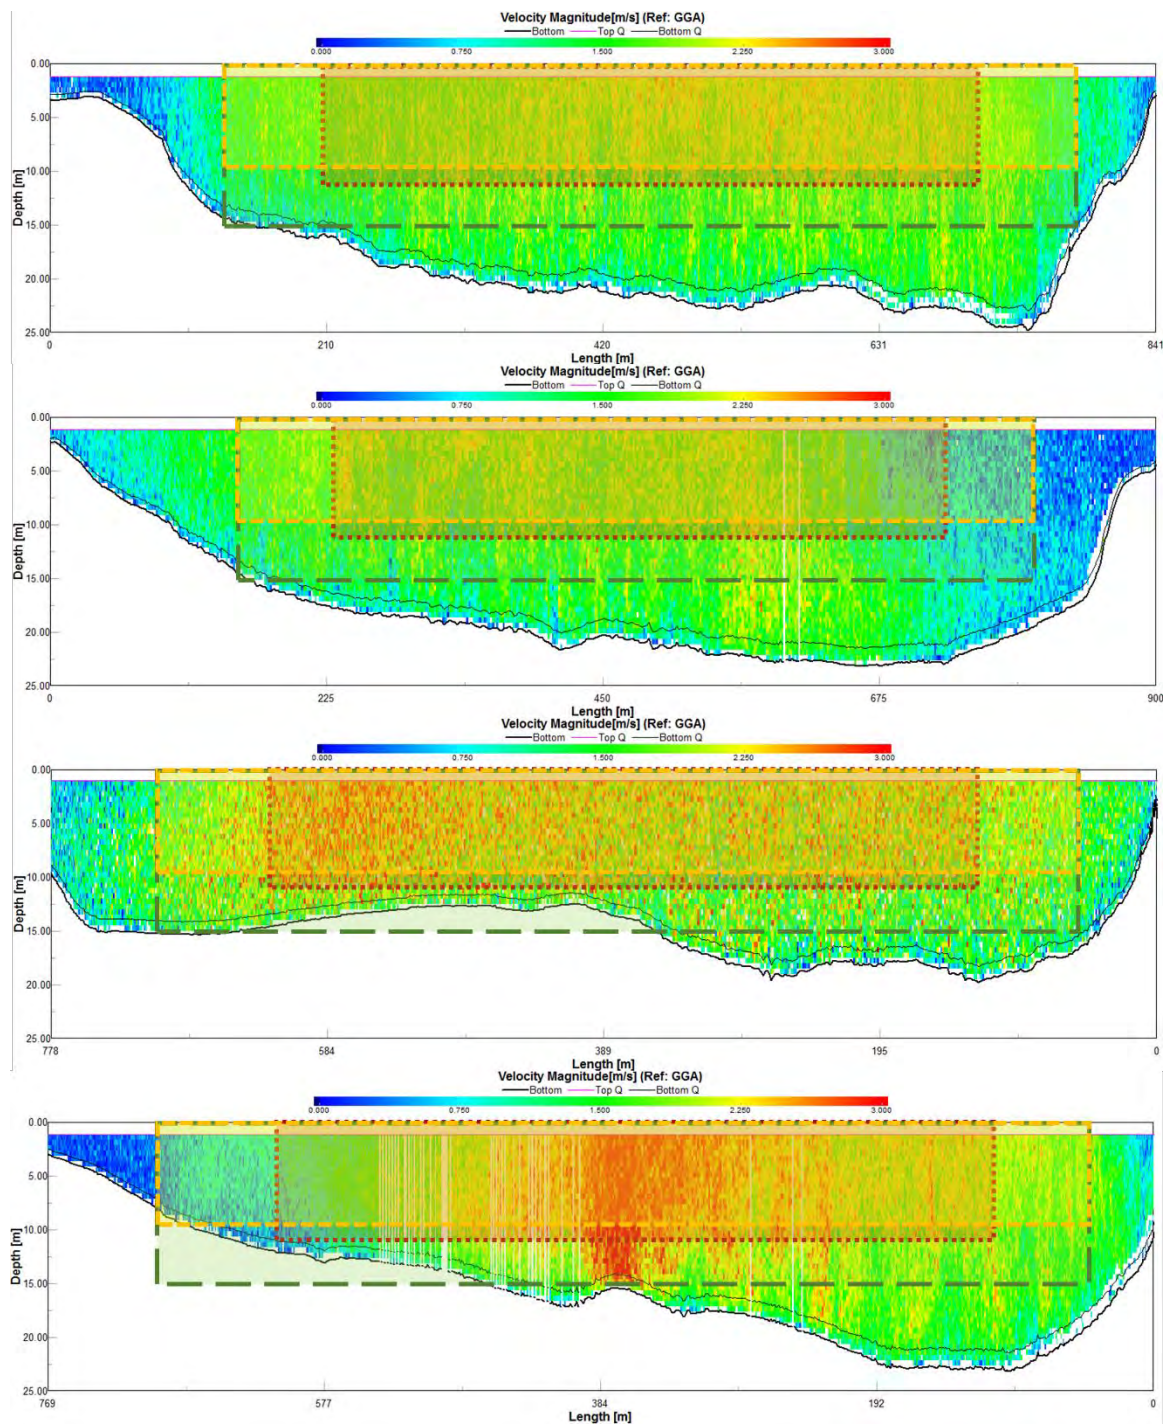 Velocity Magnitude[m/s] (Ref: GGA)
Bottom Top Q Bottom Q
0.000 0.750 1.500 2.250 3.000
Depth [m]
0.00
5.00
10.00
15.00
20.00
25.00
0 210 420 631 841
Length [m]
Velocity Magnitude[m/s] (Ref: GGA)
Bottom Top Q Bottom Q
0.000 0.750 1.500 2.250 3.000
Depth [m]
0.00
5.00
10.00
15.00
20.00
25.00
0 225 450 675 900
Length [m]
Velocity Magnitude[m/s] (Ref: GGA)
Bottom Top Q Bottom Q
0.000 0.750 1.500 2.250 3.000
Depth [m]
0.00
5.00
10.00
15.00
20.00
25.00
778 584 389 195 0
Length [m]
Velocity Magnitude[m/s] (Ref: GGA)
Bottom Top Q Bottom Q
0.000 0.750 1.500 2.250 3.000
Depth [m]
0.00
5.00
10.00
15.00
20.00
25.00
769 577 384 192 0
Length [m]